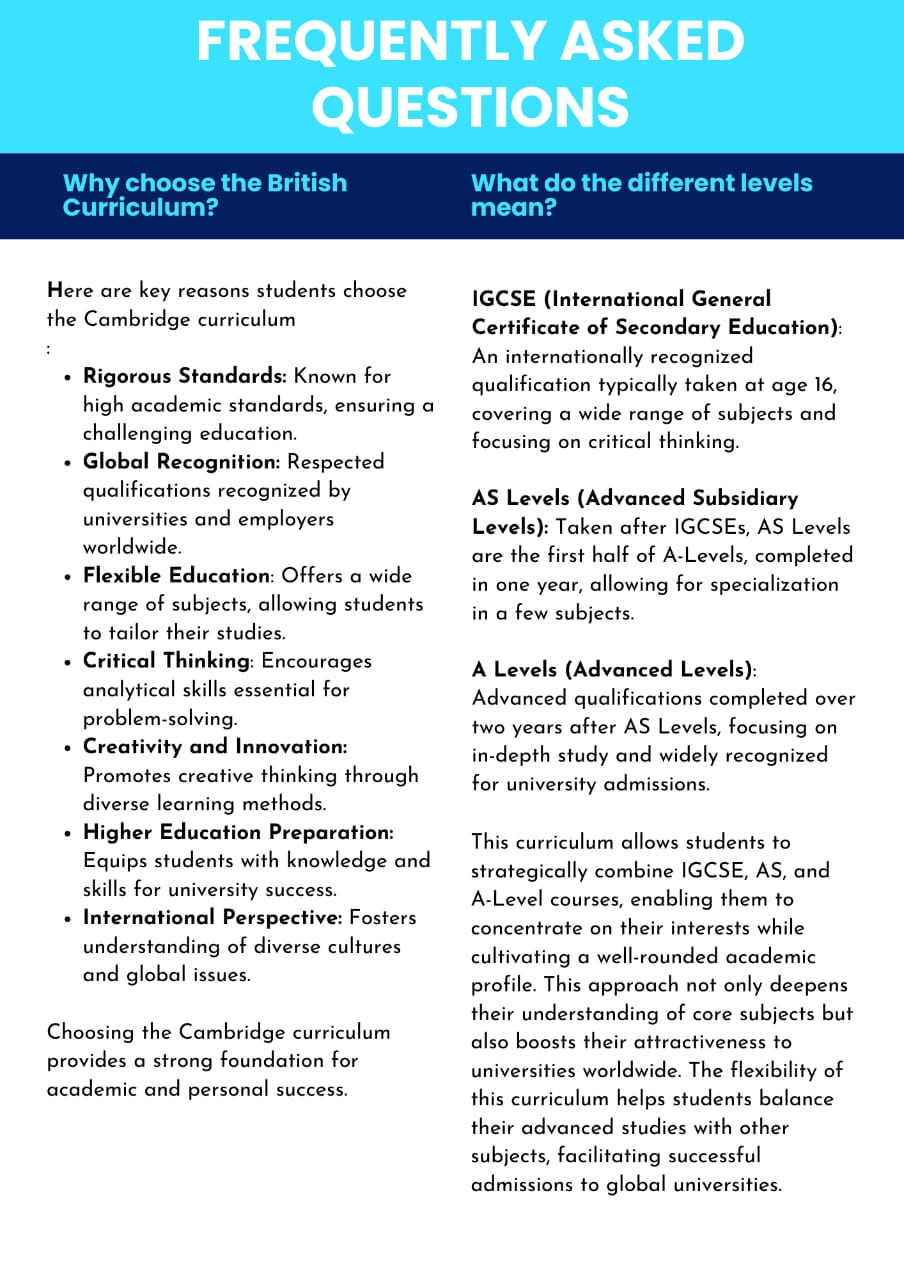 FREQUENTLY ASKED
QUESTIONS
Why choose the British
Curriculum?
Here are key reasons students choose
the Cambridge curriculum
:
• Rigorous Standards: Known for
high academic standards, ensuring a
challenging education.
• Global Recognition: Respected
qualifications recognized by
universities and employers
worldwide.
• Flexible Education: Offers a wide
range of subjects, allowing students
to tailor their studies.
• Critical Thinking: Encourages
analytical skills essential for
problem-solving.
• Creativity and Innovation:
Promotes creative thinking through
diverse learning methods.
• Higher Education Preparation:
Equips students with knowledge and
skills for university success.
• International Perspective: Fosters
understanding of diverse cultures
and global issues.
Choosing the Cambridge curriculum
provides a strong foundation for
academic and personal success.
What do the different levels
mean?
IGCSE (International General
Certificate of Secondary Education):
An internationally recognized
qualification typically taken at age 16,
covering a wide range of subjects and
focusing on critical thinking.
AS Levels (Advanced Subsidiary
Levels): Taken after IGCSEs, AS Levels
are the first half of A-Levels, completed
in one year, allowing for specialization
in a few subjects.
A Levels (Advanced Levels):
Advanced qualifications completed over
two years after AS Levels, focusing on
in-depth study and widely recognized
for university admissions.
This curriculum allows students to
strategically combine IGCSE, AS, and
A-Level courses, enabling them to
concentrate on their interests while
cultivating a well-rounded academic
profile. This approach not only deepens
their understanding of core subjects but
also boosts their attractiveness to
universities worldwide. The flexibility of
this curriculum helps students balance
their advanced studies with other
subjects, facilitating successful
admissions to global universities.